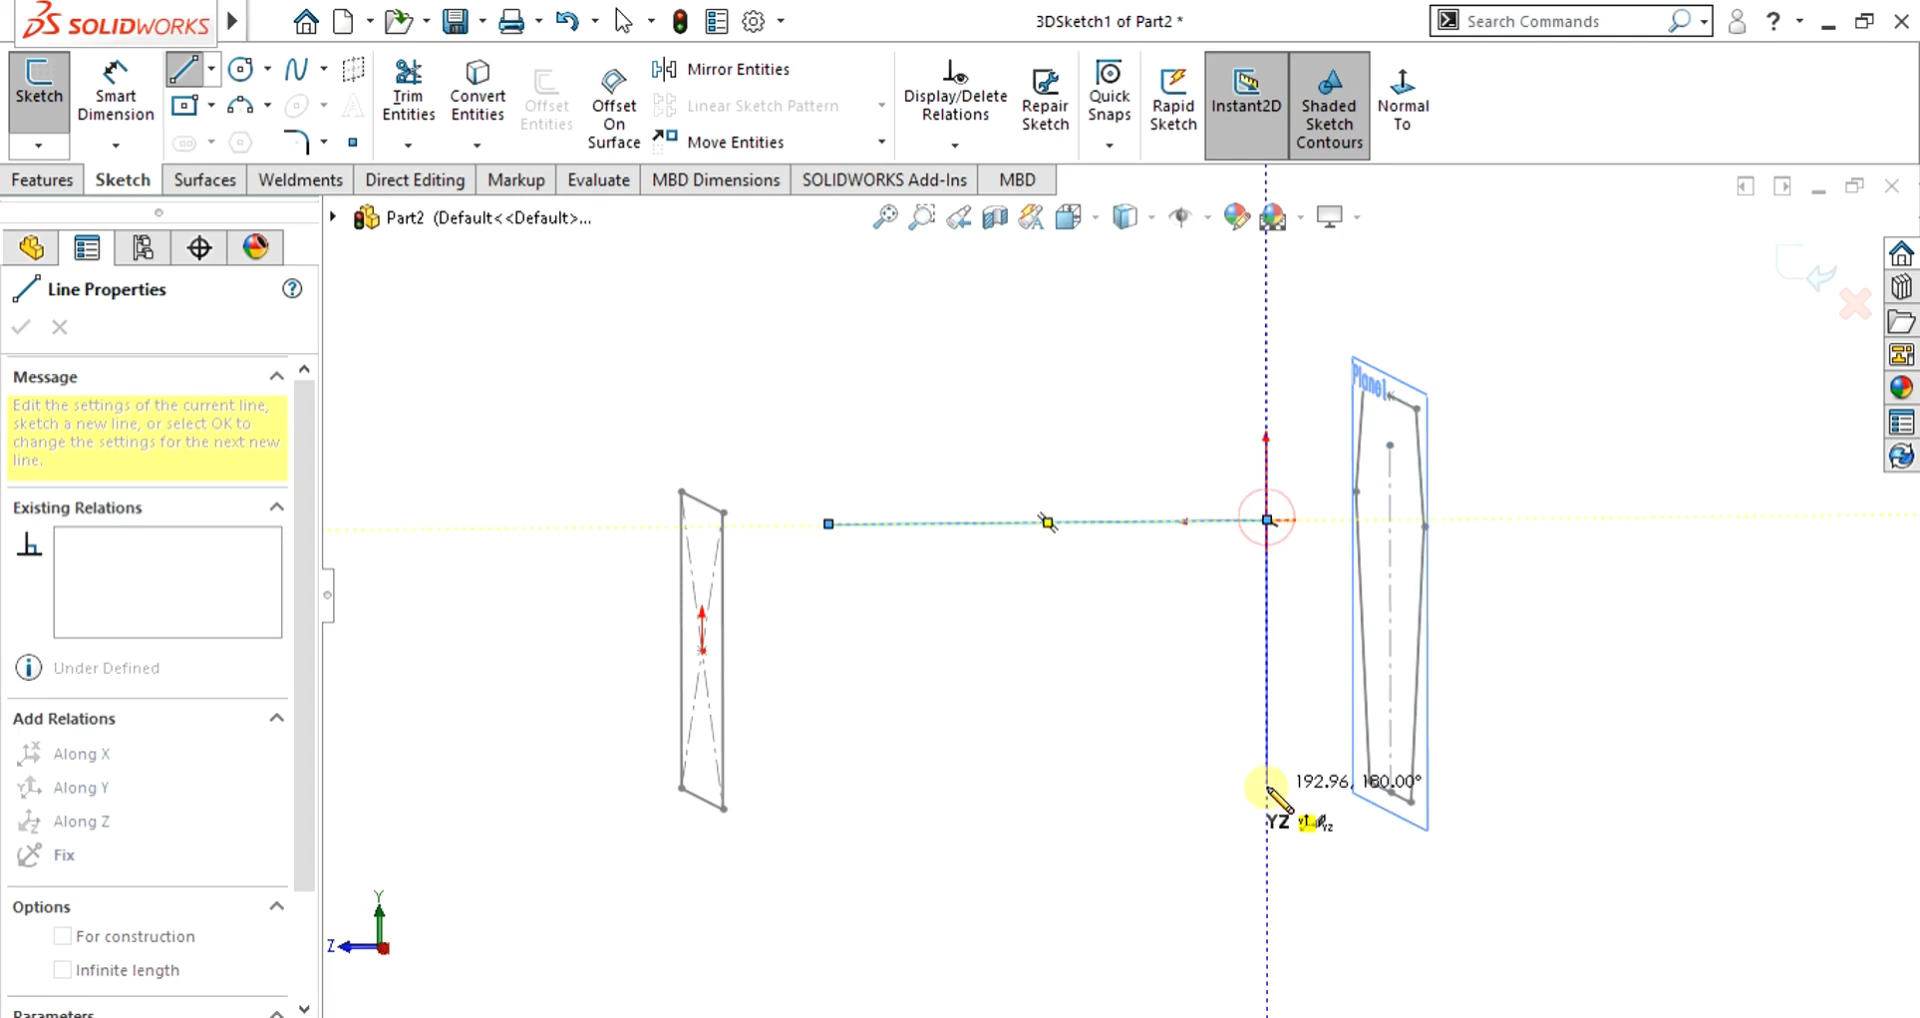 SOLIDWORKS
3DSketch1 of Part2 *
Search Commands
?
Sketch
Smart
Dimension
Trim
Entities
Convert
Entities
Offset
Entities
Offset
On
Surface
Mirror Entities
Linear Sketch Pattern
Move Entities
Display/Delete
Relations
Repair
Sketch
Quick
Snaps
Rapid
Sketch
Instant2D
Shaded
Sketch
Contours
Normal
To
Features
Sketch
Surfaces
Weldments
Direct Editing
Markup
Evaluate
MBD Dimensions
SOLIDWORKS Add-Ins
MBD
Part2 (Default<<Default>...
Line Properties
?
Message
Edit the settings of the current line,
sketch a new line, or select OK to
change the settings for the next new
line.
Existing Relations
Under Defined
Add Relations
Along X
Along Y
Along Z
Fix
Options
For construction
Infinite length
Parameters
Plane1
192.96, 180.00°
YZ
Y
Z